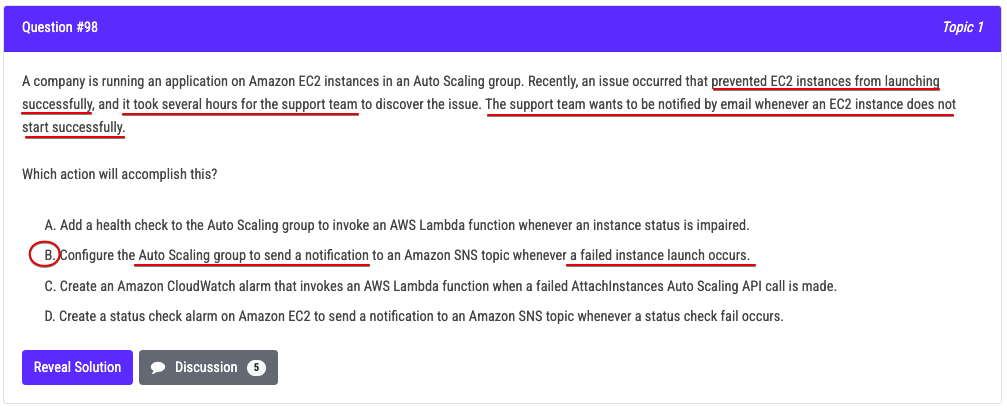 Question #98
Topic 1
A company is running an application on Amazon EC2 instances in an Auto Scaling group. Recently, an issue occurred that prevented EC2 instances from launching
successfully, and it took several hours for the support team to discover the issue. The support team wants to be notified by email whenever an EC2 instance does not
start successfully.
Which action will accomplish this?
A. Add a health check to the Auto Scaling group to invoke an AWS Lambda function whenever an instance status is impaired.
B. Configure the Auto Scaling group to send a notification to an Amazon SNS topic whenever a failed instance launch occurs.
C. Create an Amazon CloudWatch alarm that invokes an AWS Lambda function when a failed AttachInstances Auto Scaling API call is made.
D. Create a status check alarm on Amazon EC2 to send a notification to an Amazon SNS topic whenever a status check fail occurs.
Reveal Solution
Discussion 5